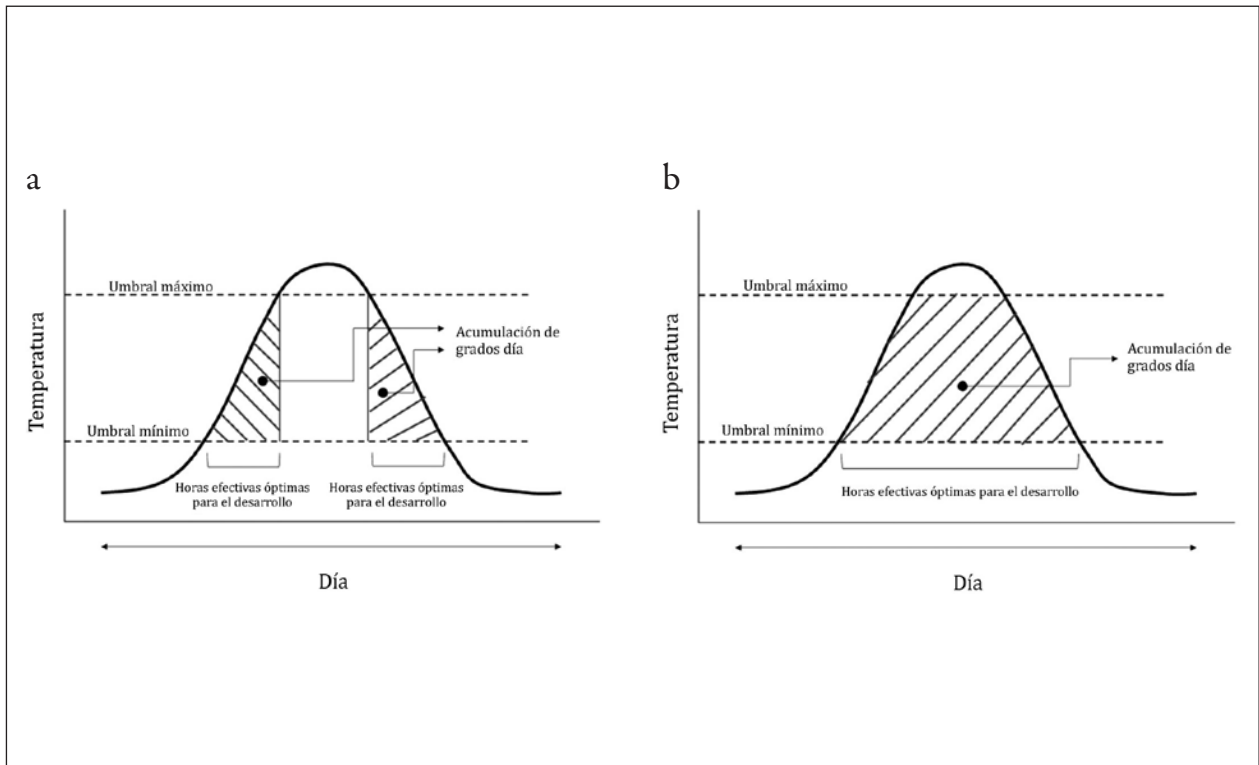 a
Temperatura
Umbral máximo
Acumulación de
grados día
Umbral mínimo
Horas efectivas óptimas
para el desarrollo
Horas efectivas óptimas
para el desarrollo
Día
b
Temperatura
Umbral máximo
Acumulación de
grados día
Umbral mínimo
Horas efectivas óptimas para el desarrollo
Día